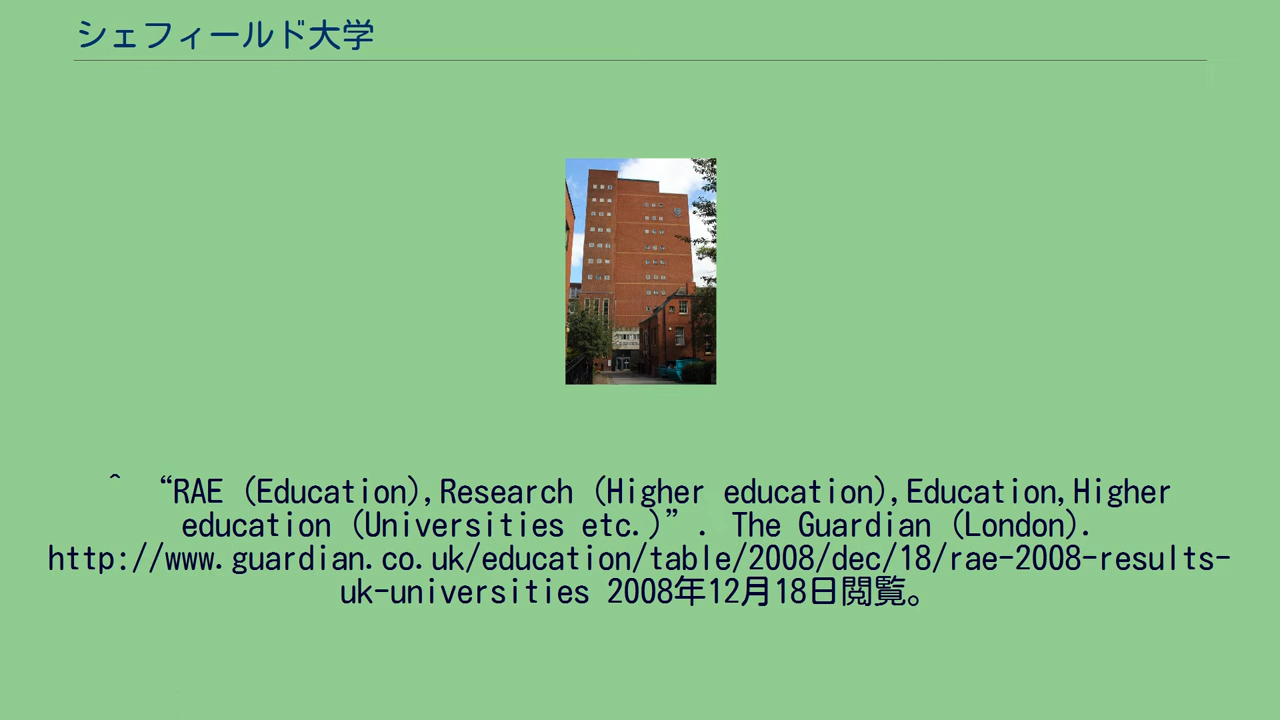 シェフィールド大学
^ “RAE (Education),Research (Higher education),Education,Higher
education (Universities etc.)”. The Guardian (London).
http://www.guardian.co.uk/education/table/2008/dec/18/rae-2008-results-
uk-universities 2008年12月18日閲覧。